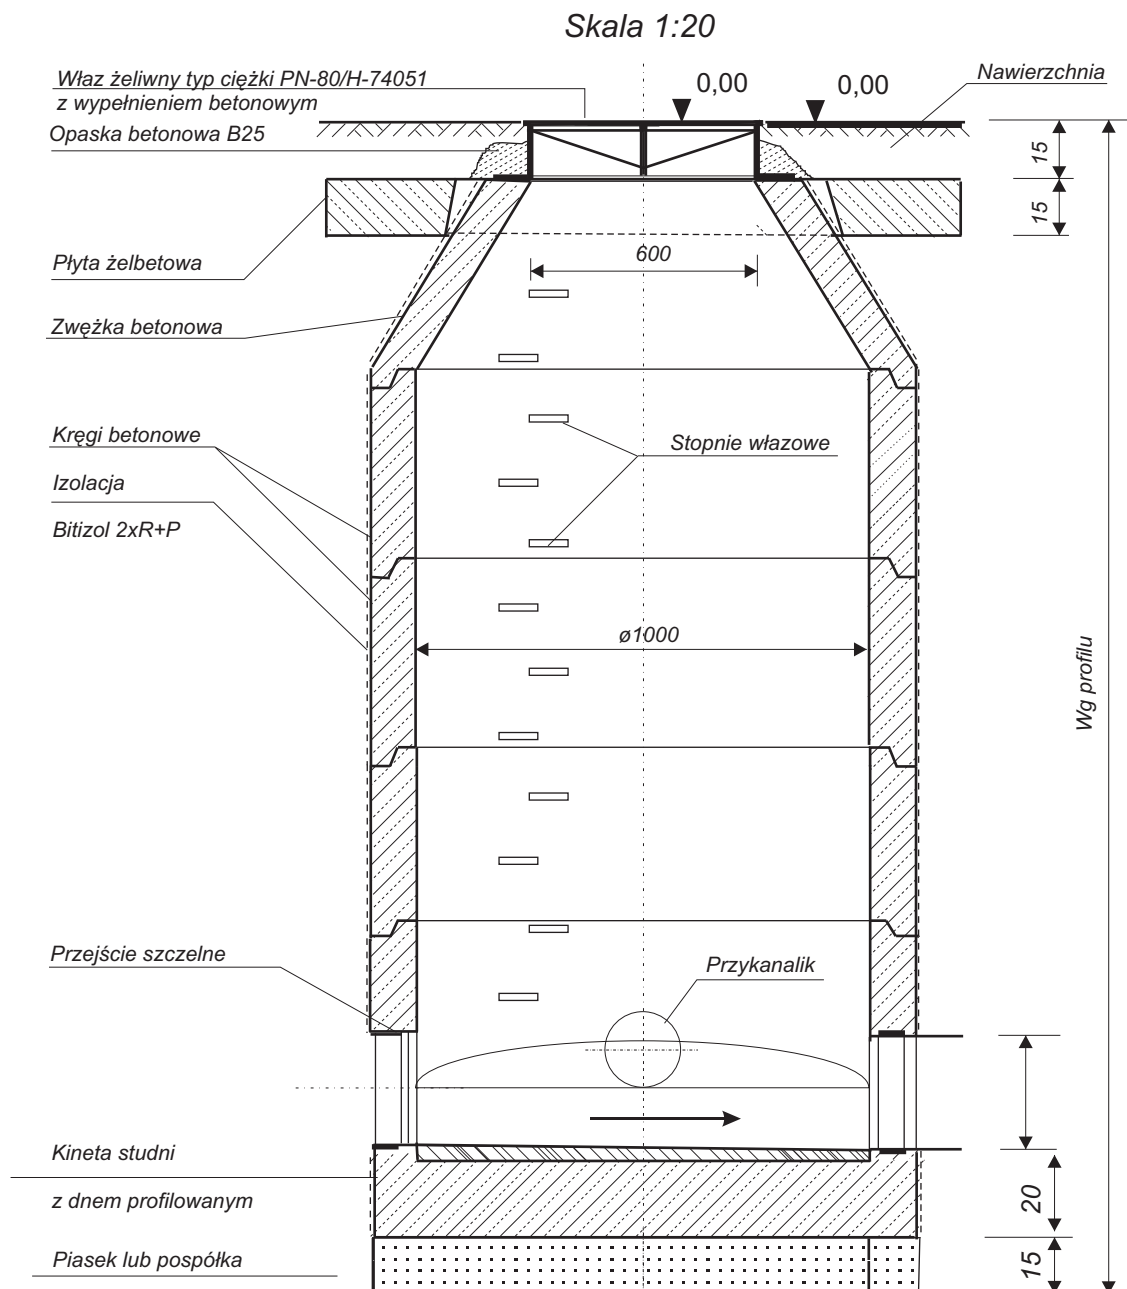 Skala 1:20
Właz żeliwny typ ciężki PN-80/H-74051
z wypełnieniem betonowym
Opaska betonowa B25
0,00
0,00
Nawierzchnia
15
15
Płyta żelbetowa
600
Zwężka betonowa
Kręgi betonowe
Stopnie włazowe
Izolacja
Bitizol 2xR+P
ø1000
Wg profilu
Przejście szczelne
Przykanalik
Kineta studni
z dnem profilowanym
20
Piasek lub pospółka
15